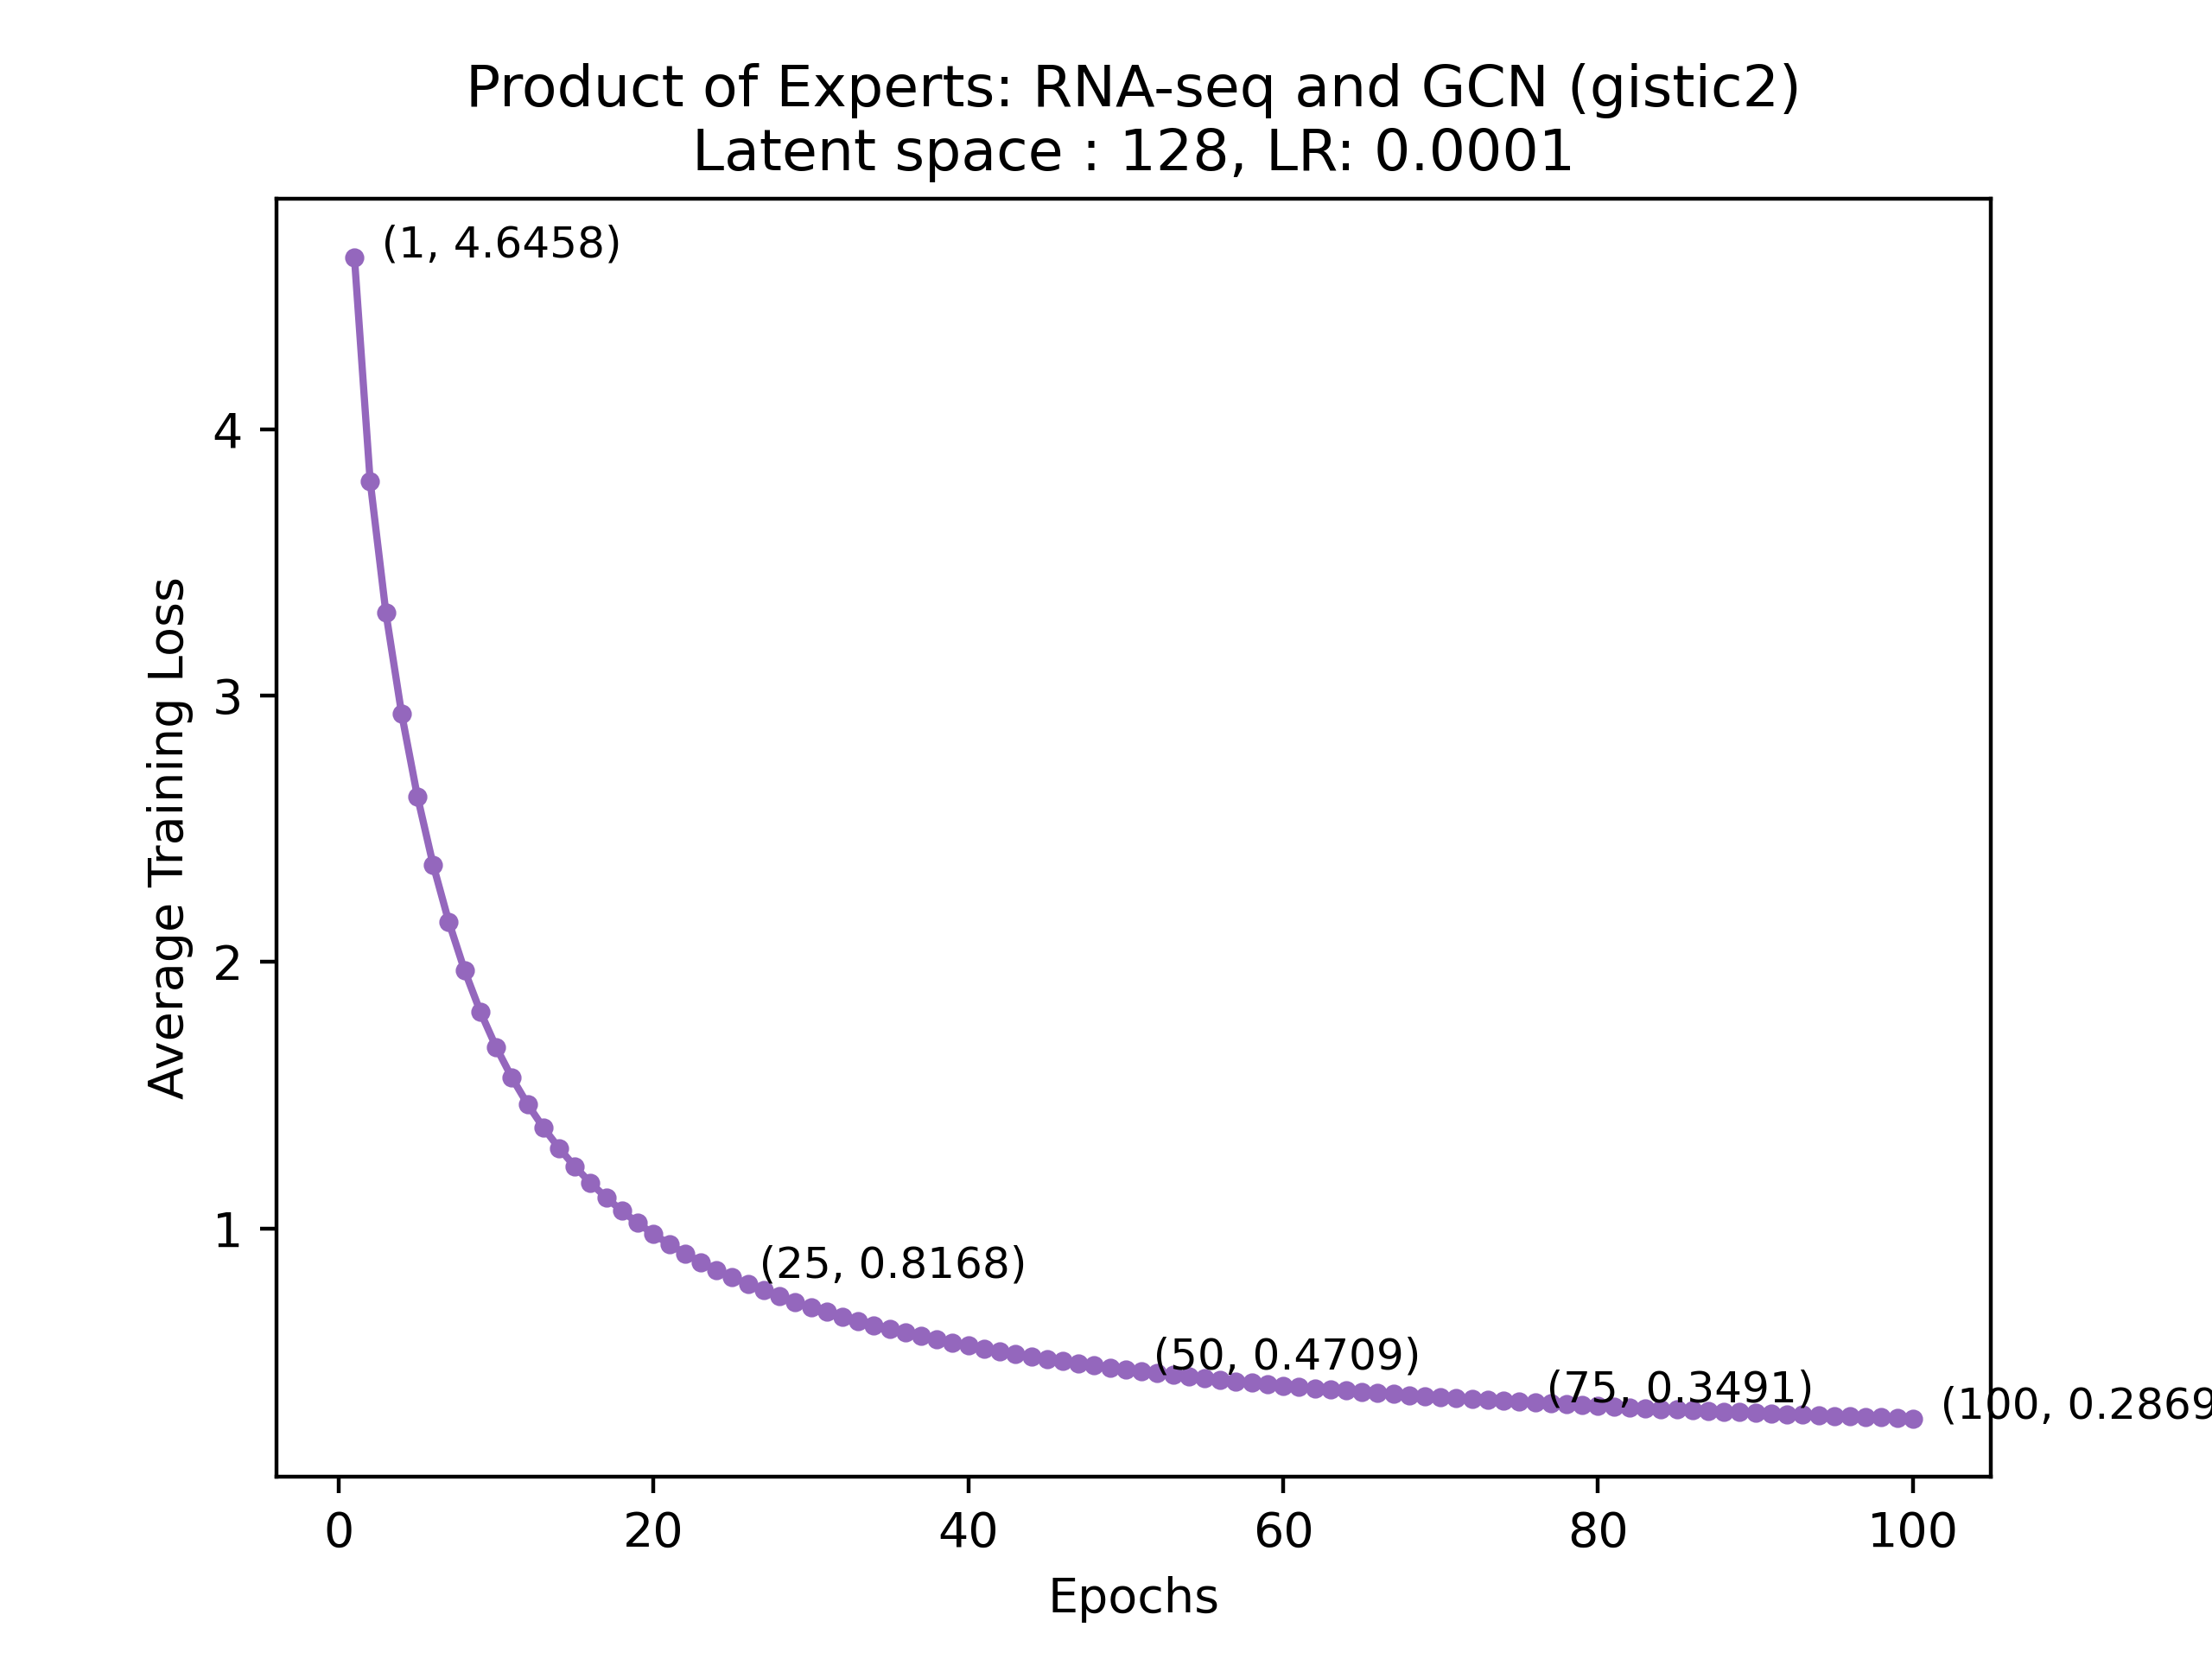 Product of Experts: RNA-seq and GCN (gistic2)
Latent space : 128, LR: 0.0001
(1, 4.6458)
4
3
2
1
Average Training Loss
(25, 0.8168)
(50, 0.4709)
(75, 0.3491)
(100, 0.2869
0 20 40 60 80 100
Epochs